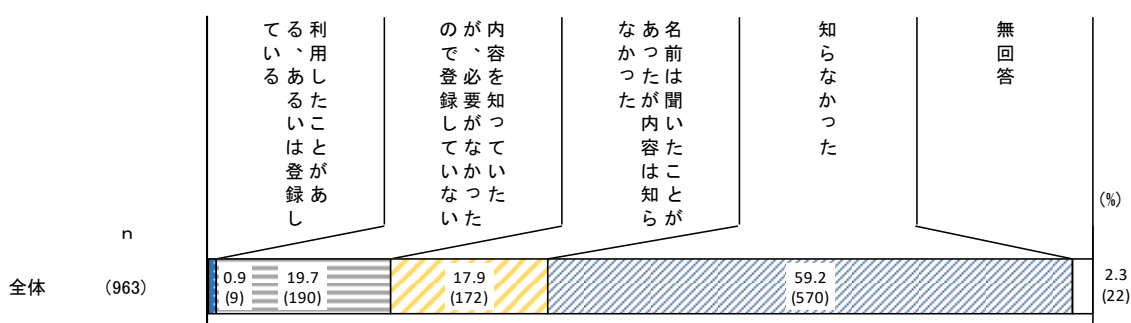 利用したことがあ
る、あるいは登録し
ている
内容を知っていた
が、必要がなかった
ので登録していない
名前は聞いたことが
あったが内容は知ら
なかった
知らなかった
無回答
(%)
n
全体 (963)
0.9
(9)
19.7
(190)
17.9
(172)
59.2
(570)
2.3
(22)